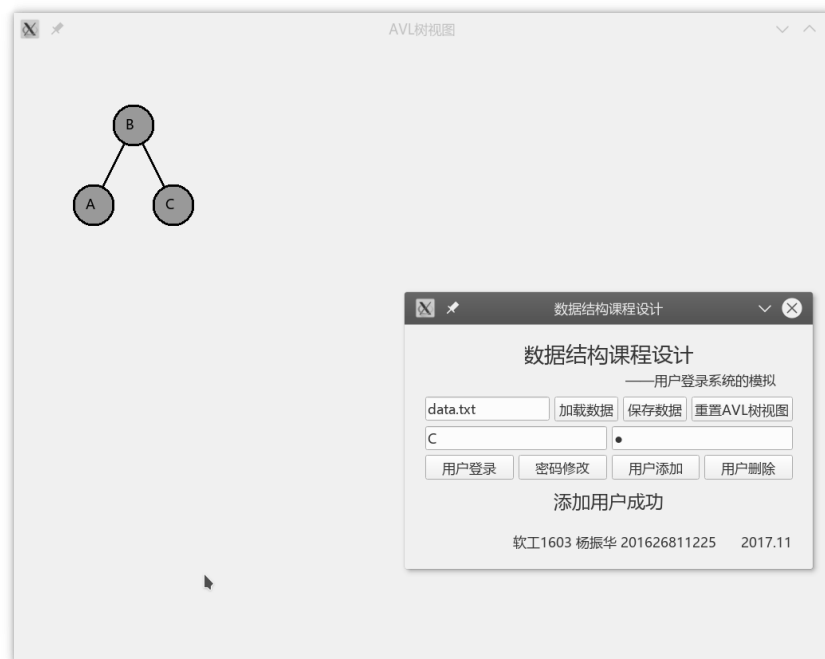 AVL树视图
B
A C
数据结构课程设计
数据结构课程设计
——用户登录系统的模拟
data.txt 加载数据 保存数据 重置AVL树视图
C ●
用户登录 密码修改 用户添加 用户删除
添加用户成功
软工1603 杨振华 201626811225 2017.11